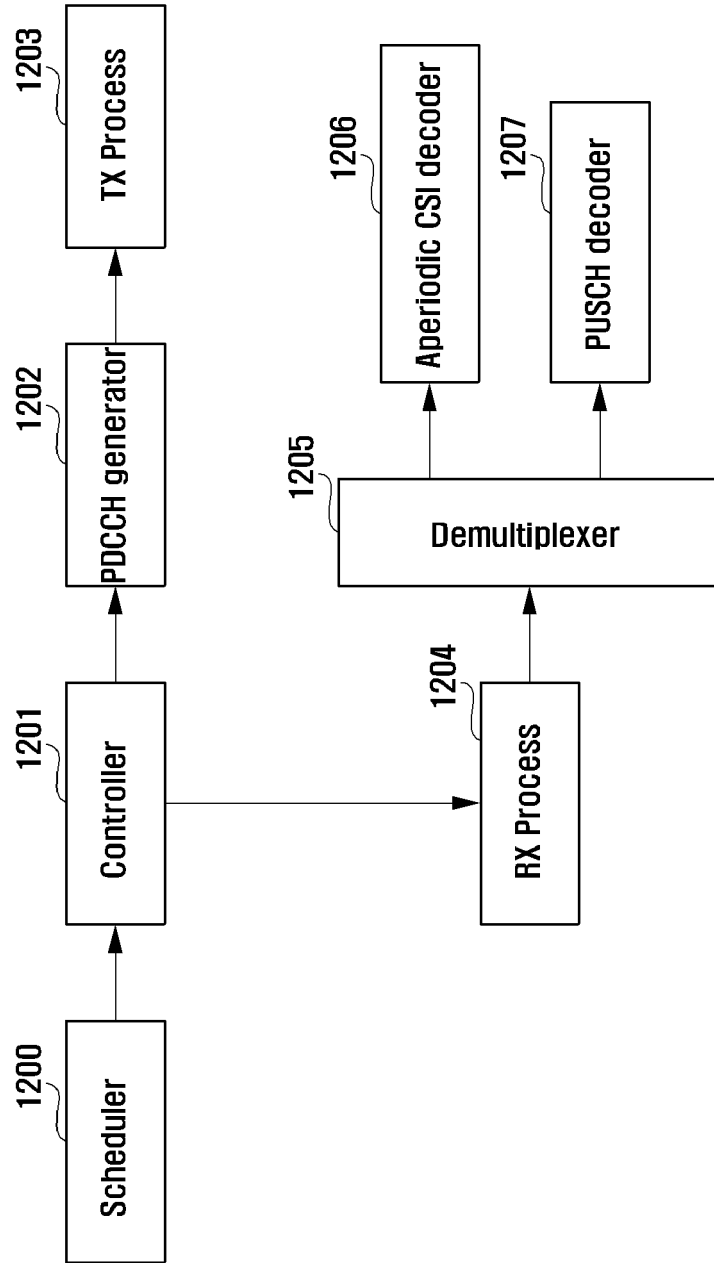 1200
Scheduler
1201
Controller
1202
PDCCH generator
1203
TX Process
1204
RX Process
1205
Demultiplexer
1206
Aperiodic CSI decoder
1207
PUSCH decoder